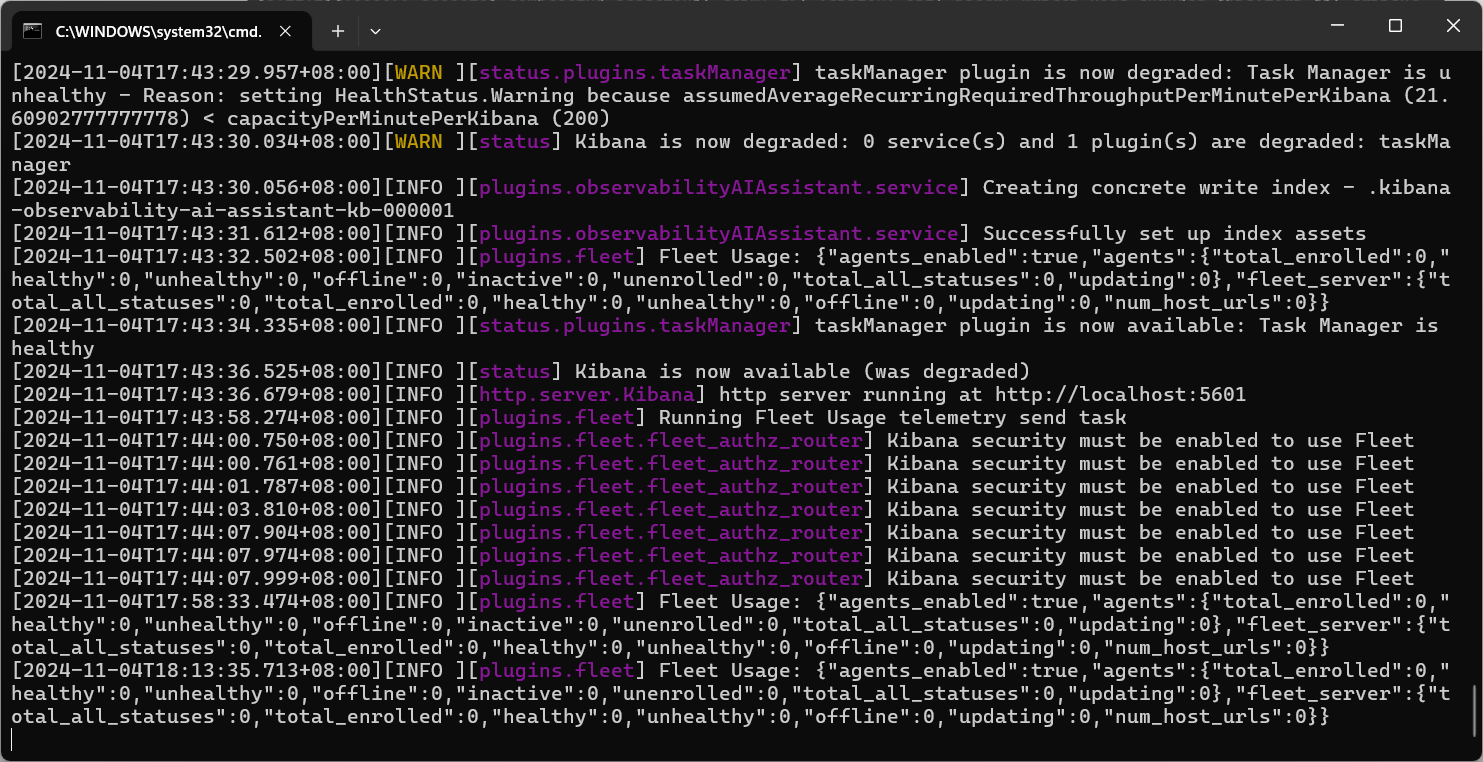 C:\WINDOWS\system32\cmd.
[2024-11-04T17:43:29.957+08:00][WARN ][status.plugins.taskManager] taskManager plugin is now degraded: Task Manager is u
nhealthy - Reason: setting HealthStatus.Warning because assumedAverageRecurringRequiredThroughputPerMinutePerKibana (21.
60902777777778) < capacityPerMinutePerKibana (200)
[2024-11-04T17:43:30.034+08:00][WARN ][status] Kibana is now degraded: 0 service(s) and 1 plugin(s) are degraded: taskMa
nager
[2024-11-04T17:43:30.056+08:00][INFO ][plugins.observabilityAIAssistant.service] Creating concrete write index - .kibana
-observability-ai-assistant-kb-000001
[2024-11-04T17:43:31.612+08:00][INFO ][plugins.observabilityAIAssistant.service] Successfully set up index assets
[2024-11-04T17:43:32.502+08:00][INFO ][plugins.fleet] Fleet Usage: {"agents_enabled":true,"agents":{"total_enrolled":0,"
healthy":0,"unhealthy":0,"offline":0,"inactive":0,"unenrolled":0,"total_all_statuses":0,"updating":0},"fleet_server":{"t
otal_all_statuses":0,"total_enrolled":0,"healthy":0,"unhealthy":0,"offline":0,"updating":0,"num_host_urls":0}}
[2024-11-04T17:43:34.335+08:00][INFO ][status.plugins.taskManager] taskManager plugin is now available: Task Manager is
healthy
[2024-11-04T17:43:36.525+08:00][INFO ][status] Kibana is now available (was degraded)
[2024-11-04T17:43:36.679+08:00][INFO ][http.server.Kibana] http server running at http://localhost:5601
[2024-11-04T17:43:58.274+08:00][INFO ][plugins.fleet] Running Fleet Usage telemetry send task
[2024-11-04T17:44:00.750+08:00][INFO ][plugins.fleet.fleet_authz_router] Kibana security must be enabled to use Fleet
[2024-11-04T17:44:00.761+08:00][INFO ][plugins.fleet.fleet_authz_router] Kibana security must be enabled to use Fleet
[2024-11-04T17:44:01.787+08:00][INFO ][plugins.fleet.fleet_authz_router] Kibana security must be enabled to use Fleet
[2024-11-04T17:44:03.810+08:00][INFO ][plugins.fleet.fleet_authz_router] Kibana security must be enabled to use Fleet
[2024-11-04T17:44:07.904+08:00][INFO ][plugins.fleet.fleet_authz_router] Kibana security must be enabled to use Fleet
[2024-11-04T17:44:07.974+08:00][INFO ][plugins.fleet.fleet_authz_router] Kibana security must be enabled to use Fleet
[2024-11-04T17:44:07.999+08:00][INFO ][plugins.fleet.fleet_authz_router] Kibana security must be enabled to use Fleet
[2024-11-04T17:58:33.474+08:00][INFO ][plugins.fleet] Fleet Usage: {"agents_enabled":true,"agents":{"total_enrolled":0,"
healthy":0,"unhealthy":0,"offline":0,"inactive":0,"unenrolled":0,"total_all_statuses":0,"updating":0},"fleet_server":{"t
otal_all_statuses":0,"total_enrolled":0,"healthy":0,"unhealthy":0,"offline":0,"updating":0,"num_host_urls":0}}
[2024-11-04T18:13:35.713+08:00][INFO ][plugins.fleet] Fleet Usage: {"agents_enabled":true,"agents":{"total_enrolled":0,"
healthy":0,"unhealthy":0,"offline":0,"inactive":0,"unenrolled":0,"total_all_statuses":0,"updating":0},"fleet_server":{"t
otal_all_statuses":0,"total_enrolled":0,"healthy":0,"unhealthy":0,"offline":0,"updating":0,"num_host_urls":0}}